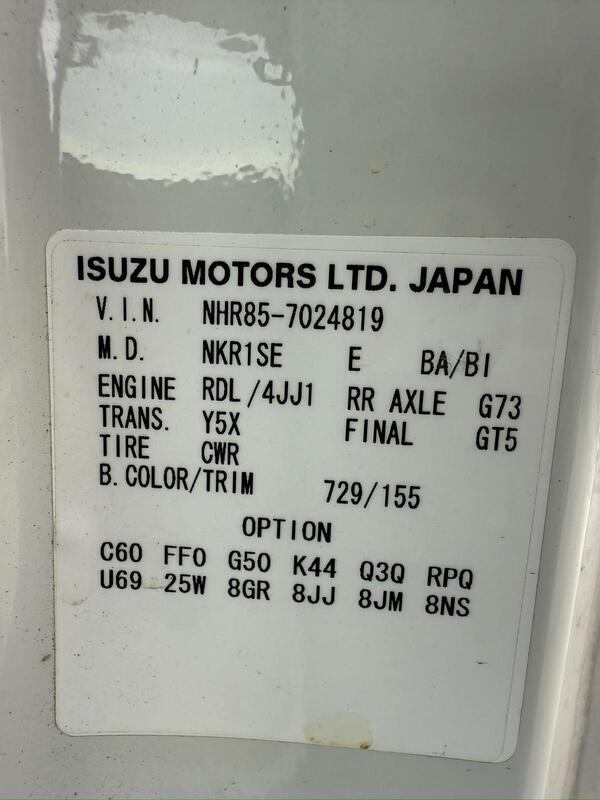 ISUZU MOTORS LTD. JAPAN
V.I.N. NHR85-7024819
M.D. NKR1SE E BA/BI
ENGINE RDL/4JJ1 RR AXLE G73
TRANS. Y5X FINAL GT5
TIRE CWR
B.COLOR/TRIM 729/155
OPTION
C60 FF0 G50 K44 Q3Q RPQ
U69 25W 8GR 8JJ 8JM 8NS